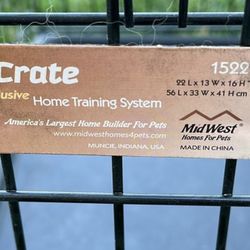 Crate 1522
usive Home Training System
22 L x 13 W x 16 H "
56 L x 33 W x 41 H cm
America's Largest Home Builder For Pets
www.midwesthomes4pets.com
MUNCIE, INDIANA, USA
MidWest®
Homes For Pets
MADE IN CHINA